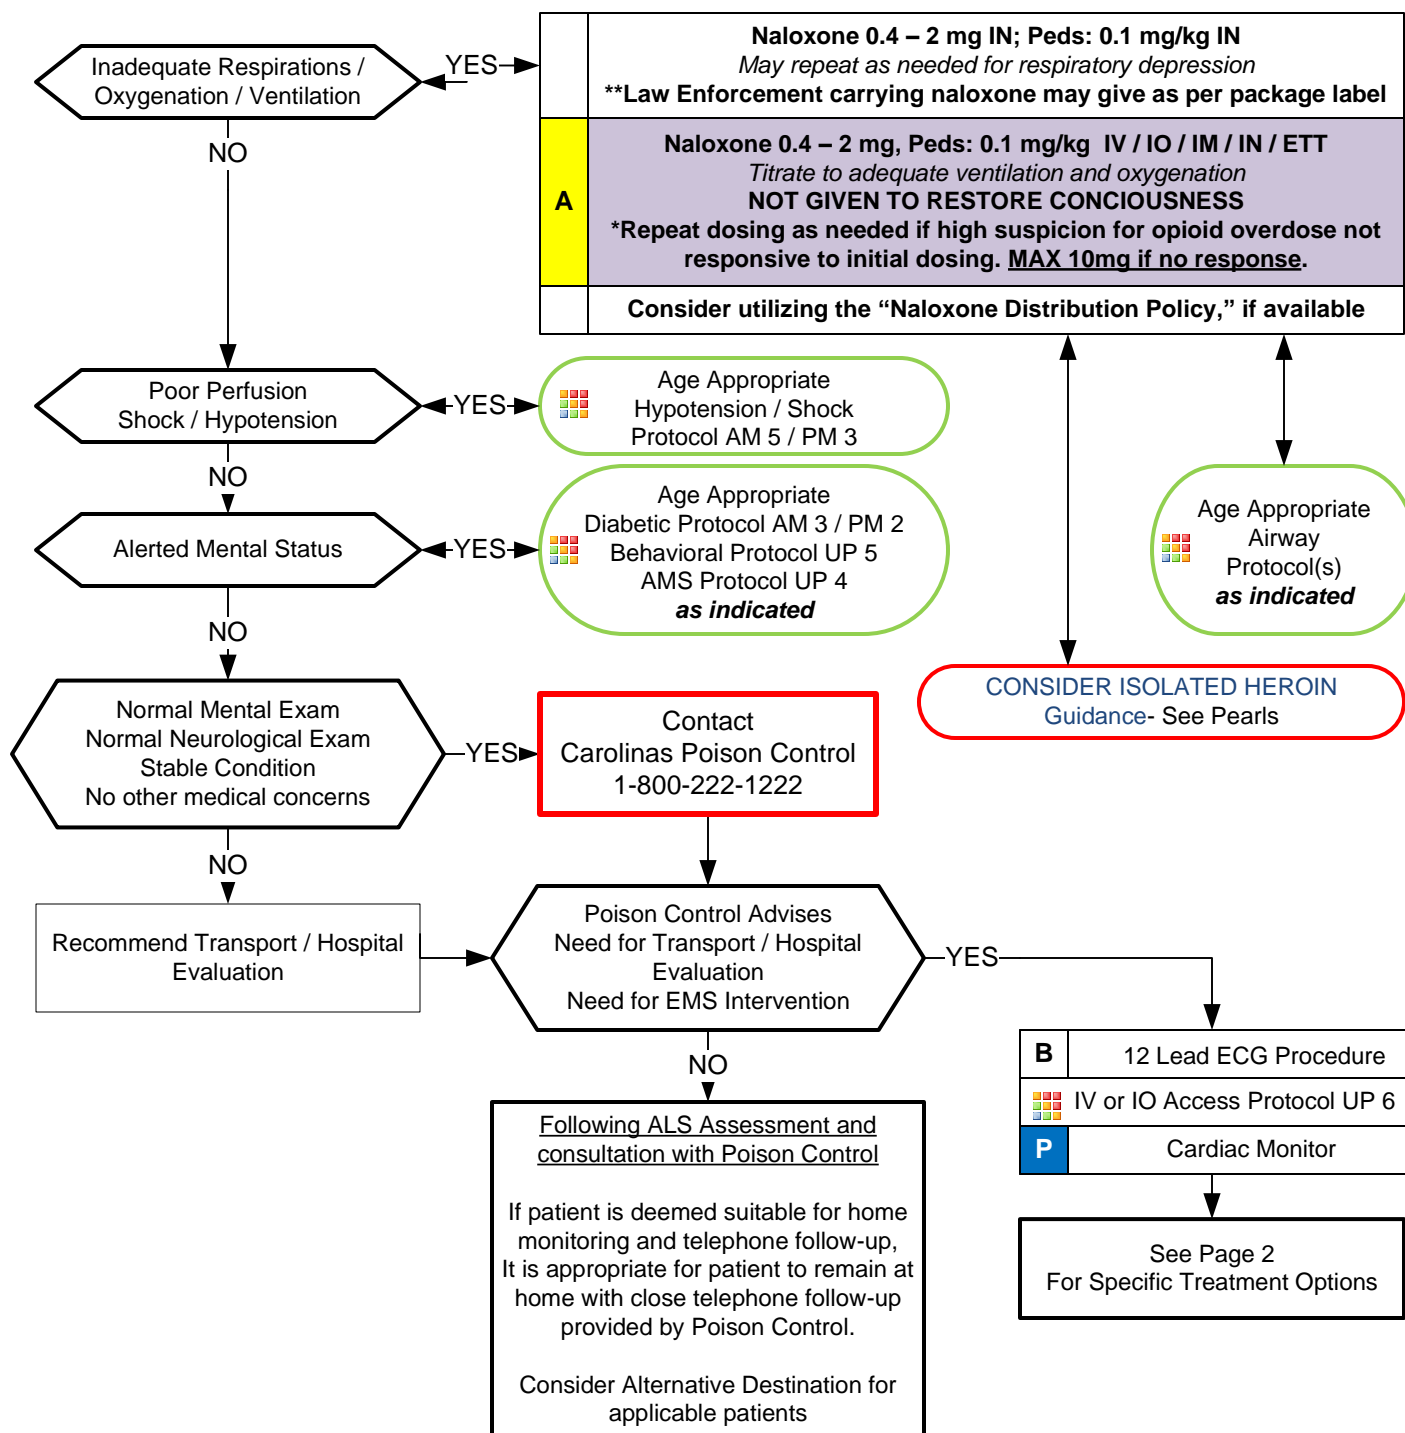 Inadequate Respirations /
Oxygenation / Ventilation
YES
Naloxone 0.4 – 2 mg IN; Peds: 0.1 mg/kg IN
May repeat as needed for respiratory depression
**Law Enforcement carrying naloxone may give as per package label
A
Naloxone 0.4 – 2 mg, Peds: 0.1 mg/kg IV / IO / IM / IN / ETT
Titrate to adequate ventilation and oxygenation
NOT GIVEN TO RESTORE CONCIOUSNESS
*Repeat dosing as needed if high suspicion for opioid overdose not
responsive to initial dosing. MAX 10mg if no response.
Consider utilizing the “Naloxone Distribution Policy,” if available
NO
Poor Perfusion
Shock / Hypotension
YES
Age Appropriate
Hypotension / Shock
Protocol AM 5 / PM 3
NO
Alerted Mental Status
YES
Age Appropriate
Diabetic Protocol AM 3 / PM 2
Behavioral Protocol UP 5
AMS Protocol UP 4
as indicated
Age Appropriate
Airway
Protocol(s)
as indicated
NO
CONSIDER ISOLATED HEROIN
Guidance- See Pearls
Normal Mental Exam
Normal Neurological Exam
Stable Condition
No other medical concerns
YES
Contact
Carolinas Poison Control
1-800-222-1222
NO
Recommend Transport / Hospital
Evaluation
Poison Control Advises
Need for Transport / Hospital
Evaluation
Need for EMS Intervention
YES
B
12 Lead ECG Procedure
IV or IO Access Protocol UP 6
P
Cardiac Monitor
See Page 2
For Specific Treatment Options
NO
Following ALS Assessment and
consultation with Poison Control
If patient is deemed suitable for home
monitoring and telephone follow-up,
It is appropriate for patient to remain at
home with close telephone follow-up
provided by Poison Control.
Consider Alternative Destination for
applicable patients